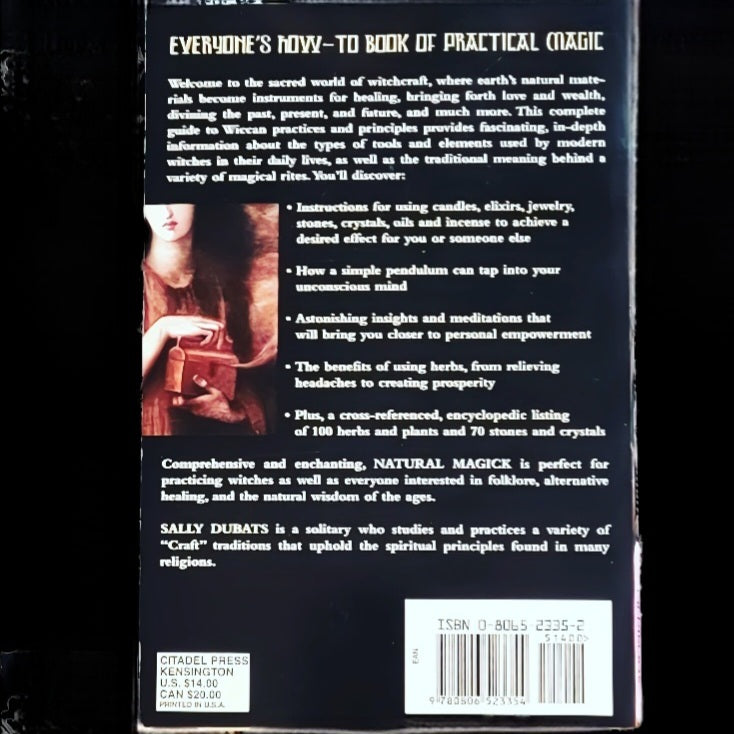 EVERYONE'S HOW-TO BOOK OF PRACTICAL MAGIC
Welcome to the sacred world of witchcraft, where earth's natural mate-
rials become instruments for healing, bringing forth love and wealth,
divining the past, present, and future, and much more. This complete
guide to Wiccan practices and principles provides fascinating, in-depth
information about the types of tools and elements used by modern
witches in their daily lives, as well as the traditional meaning behind a
variety of magical rites. You'll discover:
• Instructions for using candles, elixirs, jewelry,
stones, crystals, oils and incense to achieve a
desired effect for you or someone else
• How a simple pendulum can tap into your
unconscious mind
• Astonishing insights and meditations that
will bring you closer to personal empowerment
• The benefits of using herbs, from relieving
headaches to creating prosperity
• Plus, a cross-referenced, encyclopedic listing
of 100 herbs and plants and 70 stones and crystals
Comprehensive and enchanting, NATURAL MAGICK is perfect for
practicing witches as well as everyone interested in folklore, alternative
healing, and the natural wisdom of the ages.
SALLY DUBATS is a solitary who studies and practices a variety of
"Craft" traditions that uphold the spiritual principles found in many
religions.
ISBN 0-8065-2335-2
51400>
EAN
9 780806 523354
CITADEL PRESS
KENSINGTON
U.S. $14.00
CAN $20.00
PRINTED IN U.S.A.